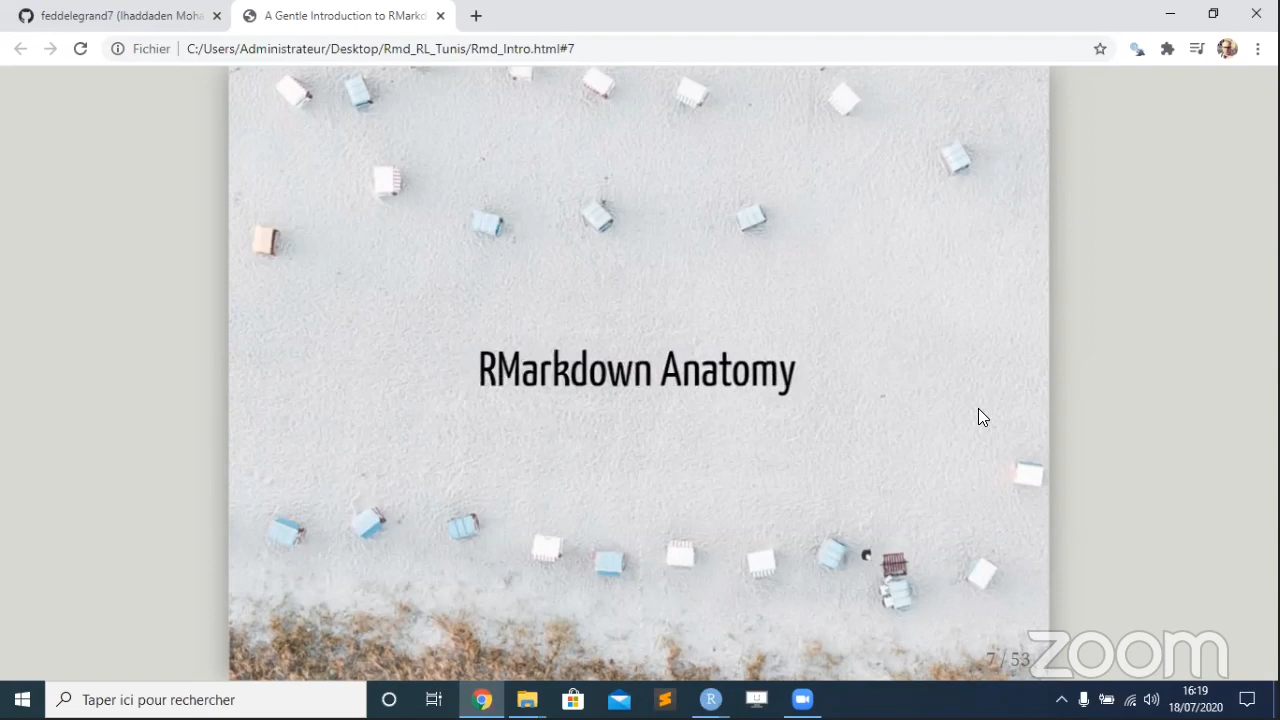 feddelegrand7 (Ihaddaden Moha
A Gentle Introduction to RMarkd
Fichier
C:/Users/Administrateur/Desktop/Rmd_RL_Tunis/Rmd_Intro.html#7
RMarkdown Anatomy
7 / 53
zoom
Taper ici pour rechercher
R
16:19
18/07/2020